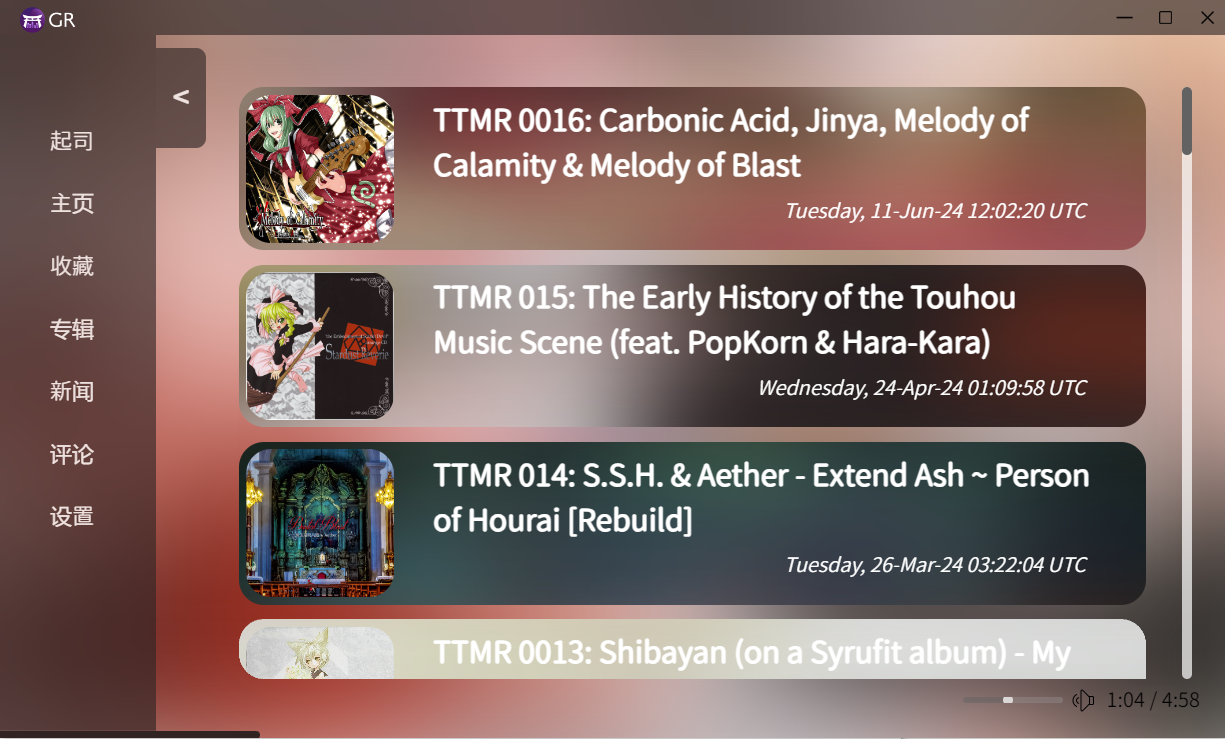 GR
<
起司
主页
收藏
专辑
新闻
评论
设置
TTMR 0016: Carbonic Acid, Jinya, Melody of
Calamity & Melody of Blast
Tuesday, 11-Jun-24 12:02:20 UTC
TTMR 015: The Early History of the Touhou
Music Scene (feat. PopKorn & Hara-Kara)
Wednesday, 24-Apr-24 01:09:58 UTC
TTMR 014: S.S.H. & Aether - Extend Ash ~ Person
of Hourai [Rebuild]
Tuesday, 26-Mar-24 03:22:04 UTC
TTMR 0013: Shibayan (on a Syrufit album) - My
1:04 / 4:58